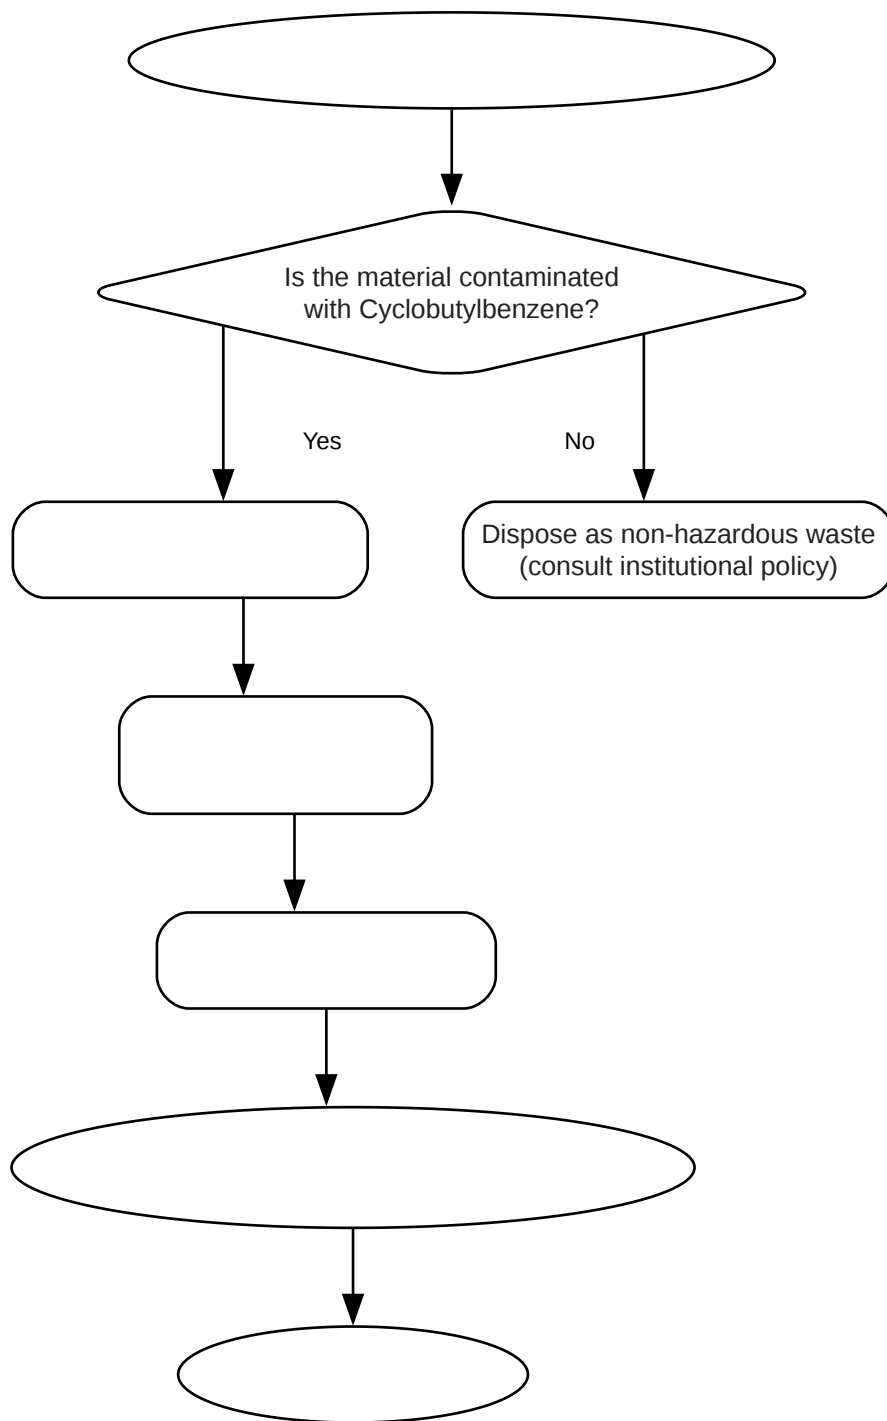 Is the material contaminated
with Cyclobutylbenzene?
Yes
No
Dispose as non-hazardous waste
(consult institutional policy)